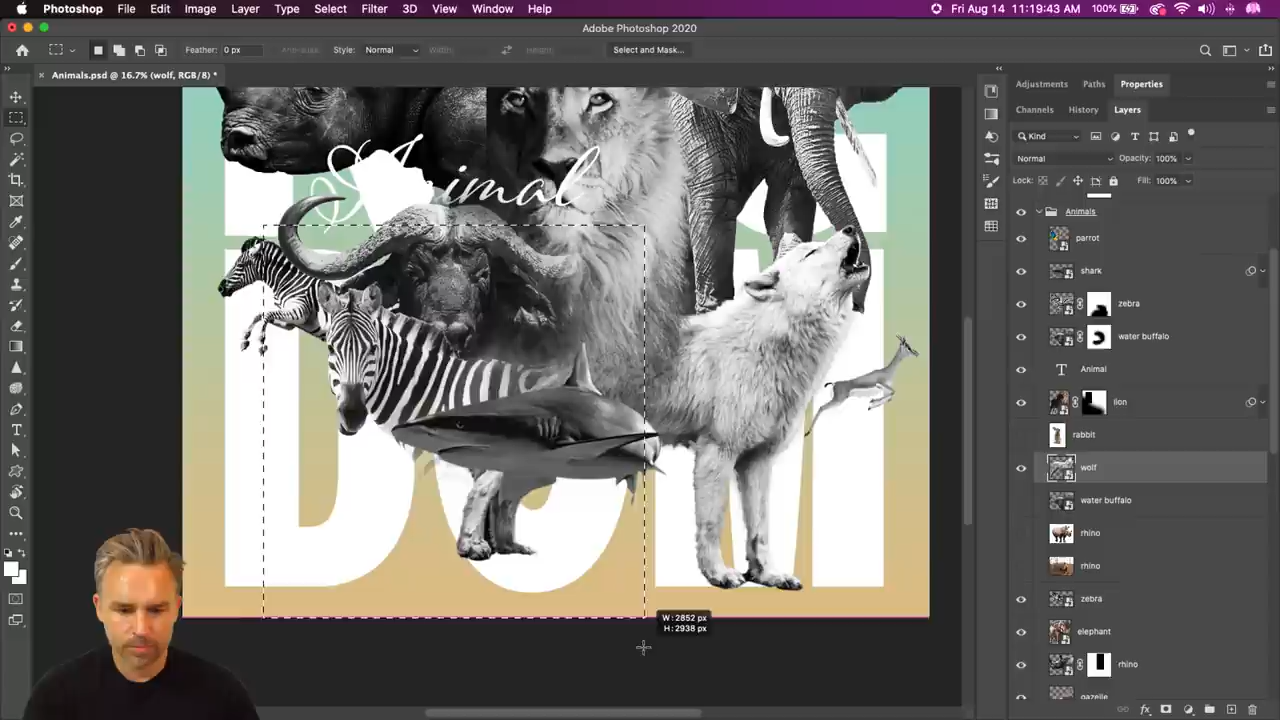 Photoshop File Edit Image Layer Type Select Filter 3D View Window Help 100% Fri Aug 14 11:19:43 AM
Adobe Photoshop 2020
Feather: 0 px Anti-alias Style: Normal Width: Height: Select and Mask...
Animals.psd @ 16.7% (wolf, RGB/8) *
Adjustments Paths Properties
Channels History Layers
Kind
Normal Opacity: 100%
Lock: Fill: 100%
Animals
parrot
shark
zebra
water buffalo
T Animal
lion
rabbit
wolf
water buffalo
rhino
rhino
zebra
elephant
rhino
gazelle
Animal
DOM
W: 2852 px
H: 2938 px